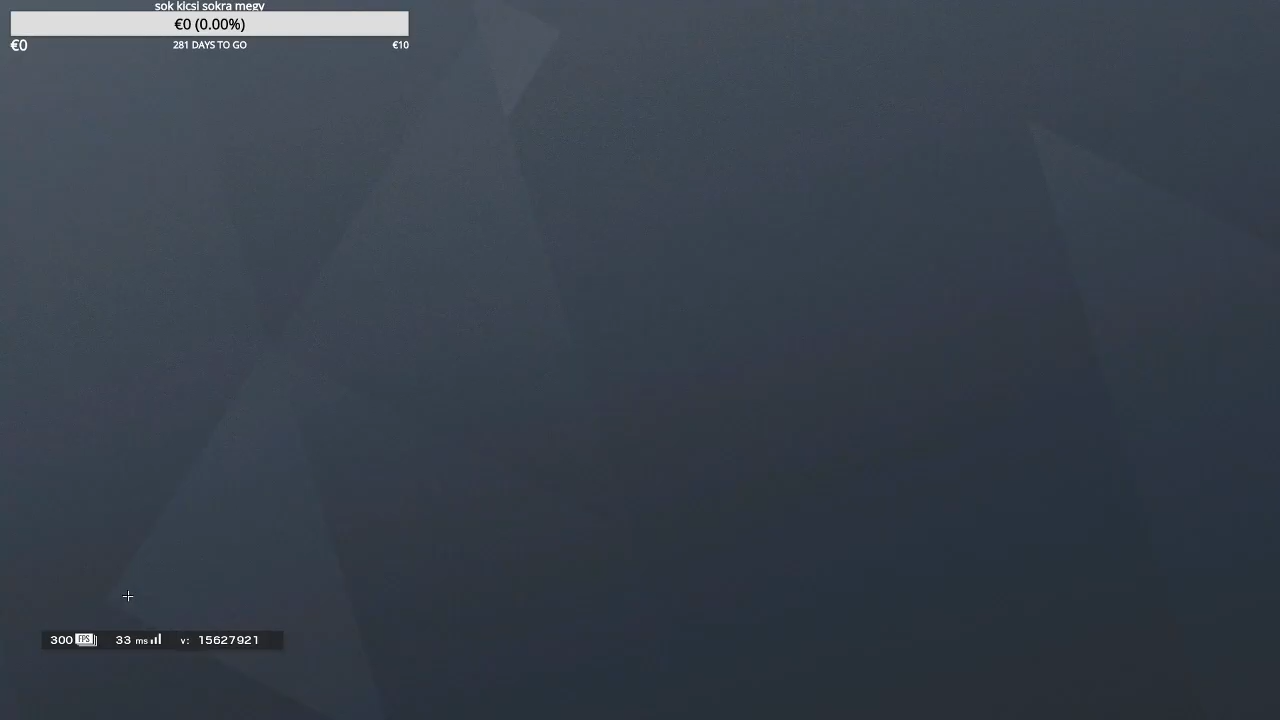 sok kicsi sokra megy
€0 (0.00%)
€0 281 DAYS TO GO €10
300 FPS 33 ms v: 15627921